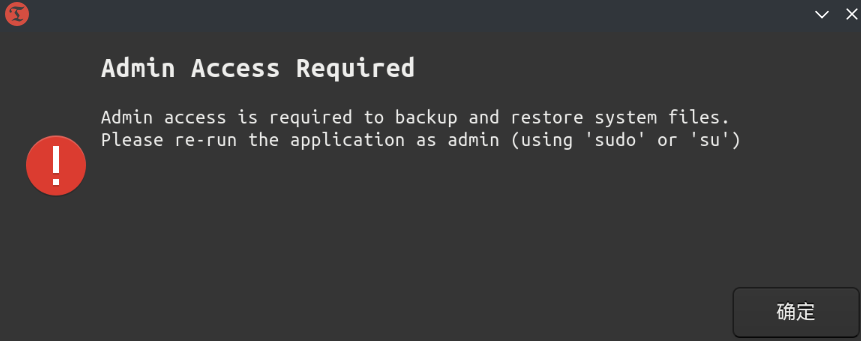 Admin Access Required
Admin access is required to backup and restore system files.
Please re-run the application as admin (using 'sudo' or 'su')
确定